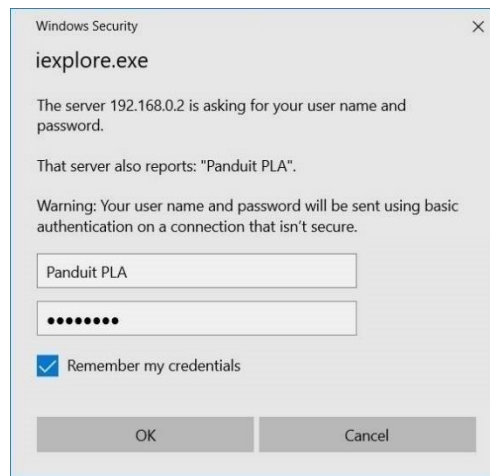 Windows Security
iexplore.exe
The server 192.168.0.2 is asking for your user name and
password.
That server also reports: "Panduit PLA".
Warning: Your user name and password will be sent using basic
authentication on a connection that isn’t secure.
Panduit PLA
●●●●●●●●
Remember my credentials
OK Cancel